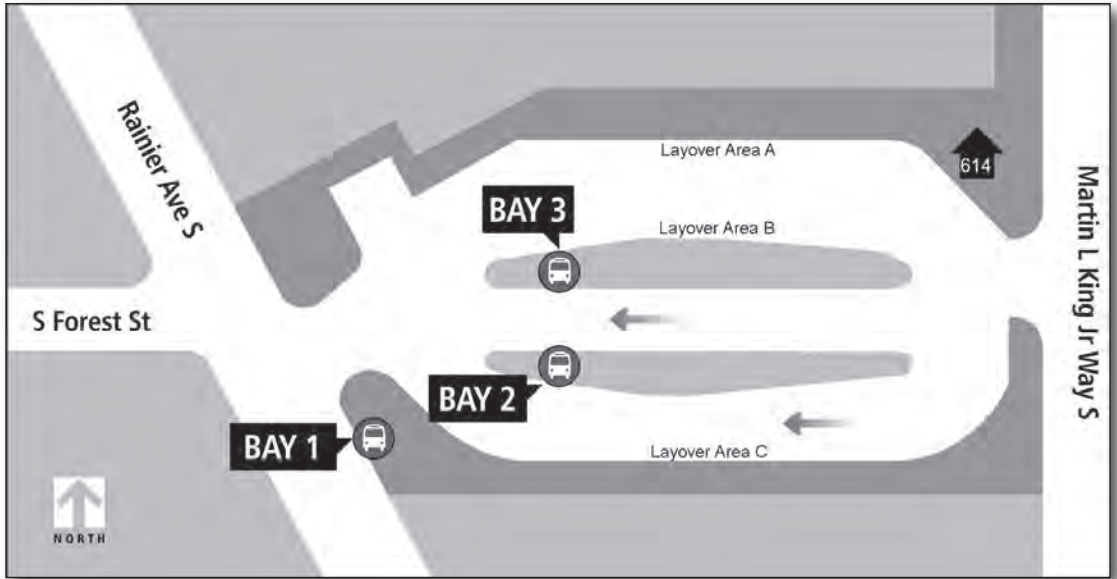 Rainier Ave S
Layover Area A
614
BAY 3
Layover Area B
Martin L King Jr Way S
S Forest St
BAY 2
BAY 1
Layover Area C
NORTH